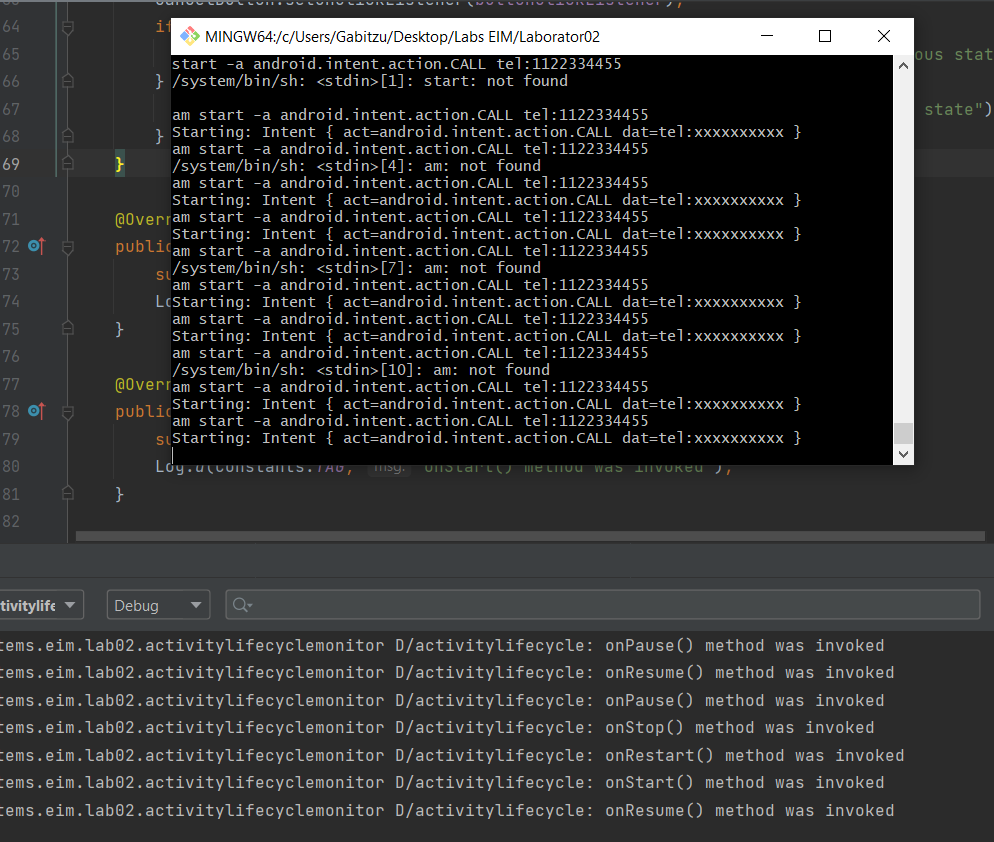 64 if
65 ous stat
66 }
67 state")
68 }
69 }
70
71 @Overr
72 public
73 su
74 Lo
75 }
76
77 @Overr
78 public
79 su
80 Log.d(Constants.TAG, msg: "onStart() method was invoked");
81 }
82
MINGW64:/c/Users/Gabitzu/Desktop/Labs EIM/Laborator02
start -a android.intent.action.CALL tel:1122334455
/system/bin/sh: <stdin>[1]: start: not found
am start -a android.intent.action.CALL tel:1122334455
Starting: Intent { act=android.intent.action.CALL dat=tel:xxxxxxxxxx }
am start -a android.intent.action.CALL tel:1122334455
/system/bin/sh: <stdin>[4]: am: not found
am start -a android.intent.action.CALL tel:1122334455
Starting: Intent { act=android.intent.action.CALL dat=tel:xxxxxxxxxx }
am start -a android.intent.action.CALL tel:1122334455
Starting: Intent { act=android.intent.action.CALL dat=tel:xxxxxxxxxx }
am start -a android.intent.action.CALL tel:1122334455
/system/bin/sh: <stdin>[7]: am: not found
am start -a android.intent.action.CALL tel:1122334455
Starting: Intent { act=android.intent.action.CALL dat=tel:xxxxxxxxxx }
am start -a android.intent.action.CALL tel:1122334455
Starting: Intent { act=android.intent.action.CALL dat=tel:xxxxxxxxxx }
am start -a android.intent.action.CALL tel:1122334455
/system/bin/sh: <stdin>[10]: am: not found
am start -a android.intent.action.CALL tel:1122334455
Starting: Intent { act=android.intent.action.CALL dat=tel:xxxxxxxxxx }
am start -a android.intent.action.CALL tel:1122334455
Starting: Intent { act=android.intent.action.CALL dat=tel:xxxxxxxxxx }
tivitylife Debug
tems.eim.lab02.activitylifecyclemonitor D/activitylifecycle: onPause() method was invoked
tems.eim.lab02.activitylifecyclemonitor D/activitylifecycle: onResume() method was invoked
tems.eim.lab02.activitylifecyclemonitor D/activitylifecycle: onPause() method was invoked
tems.eim.lab02.activitylifecyclemonitor D/activitylifecycle: onStop() method was invoked
tems.eim.lab02.activitylifecyclemonitor D/activitylifecycle: onRestart() method was invoked
tems.eim.lab02.activitylifecyclemonitor D/activitylifecycle: onStart() method was invoked
tems.eim.lab02.activitylifecyclemonitor D/activitylifecycle: onResume() method was invoked